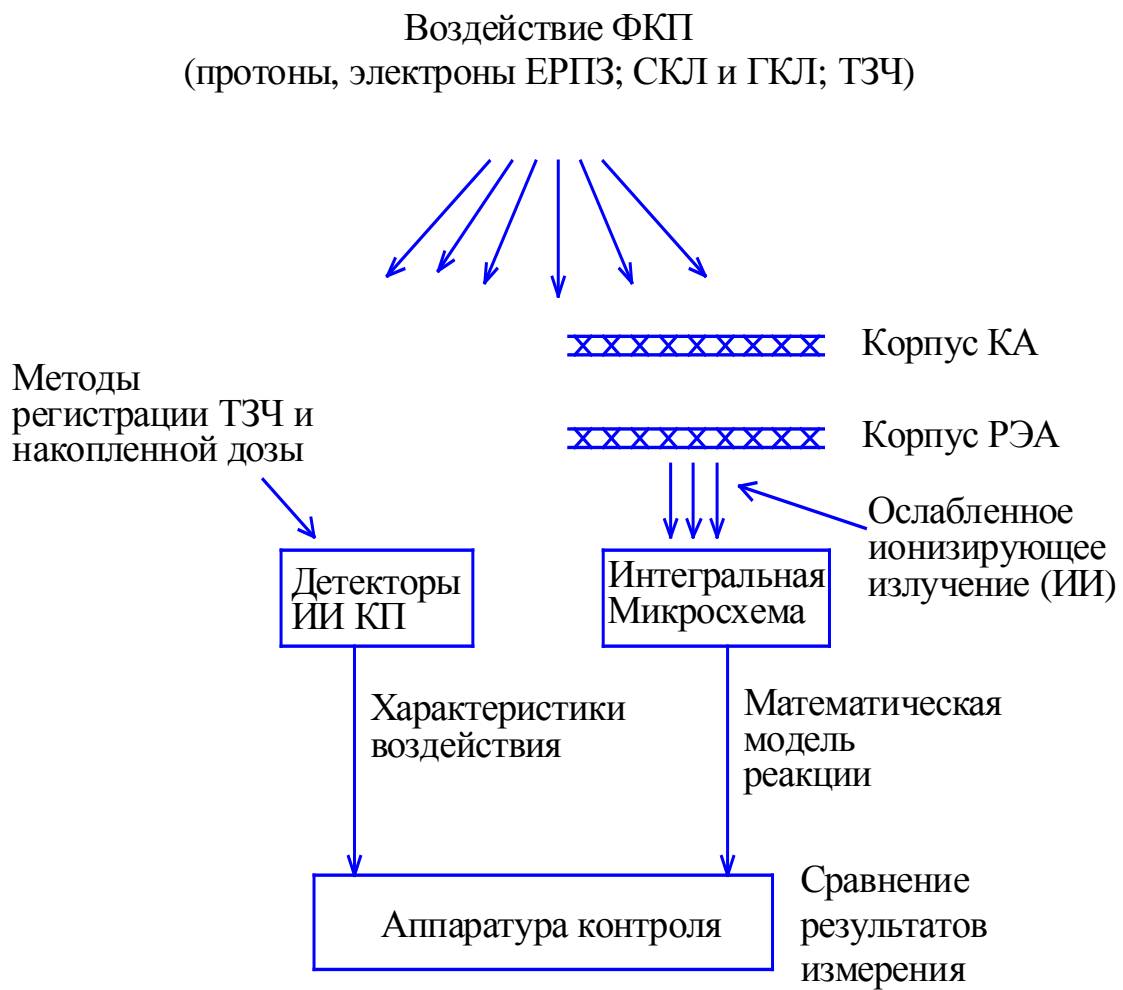 Воздействие ФКП
(протоны, электроны ЕРПЗ; СКЛ и ГКЛ; ТЗЧ)
Корпус КА
Методы
регистрации ТЗЧ и
накопленной дозы
Корпус РЭА
Ослабленное
ионизирующее
излучение (ИИ)
Детекторы
ИИ КП
Интегральная
Микросхема
Характеристики
воздействия
Математическая
модель
реакции
Аппаратура контроля
Сравнение
результатов
измерения